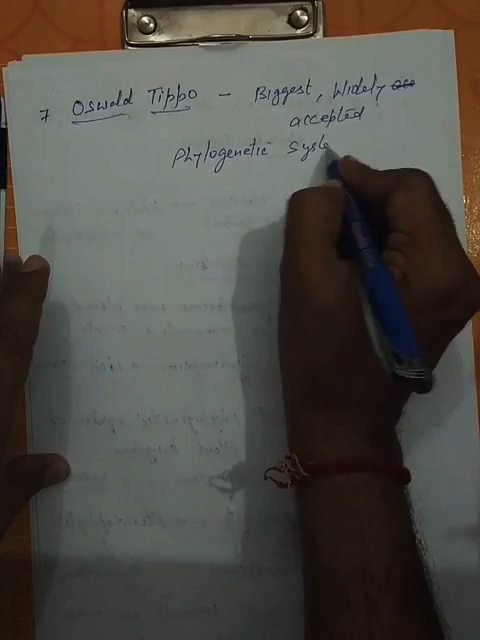 7 Oswald Tippo - Biggest, Widely
accepted
Phylogenetic Syste